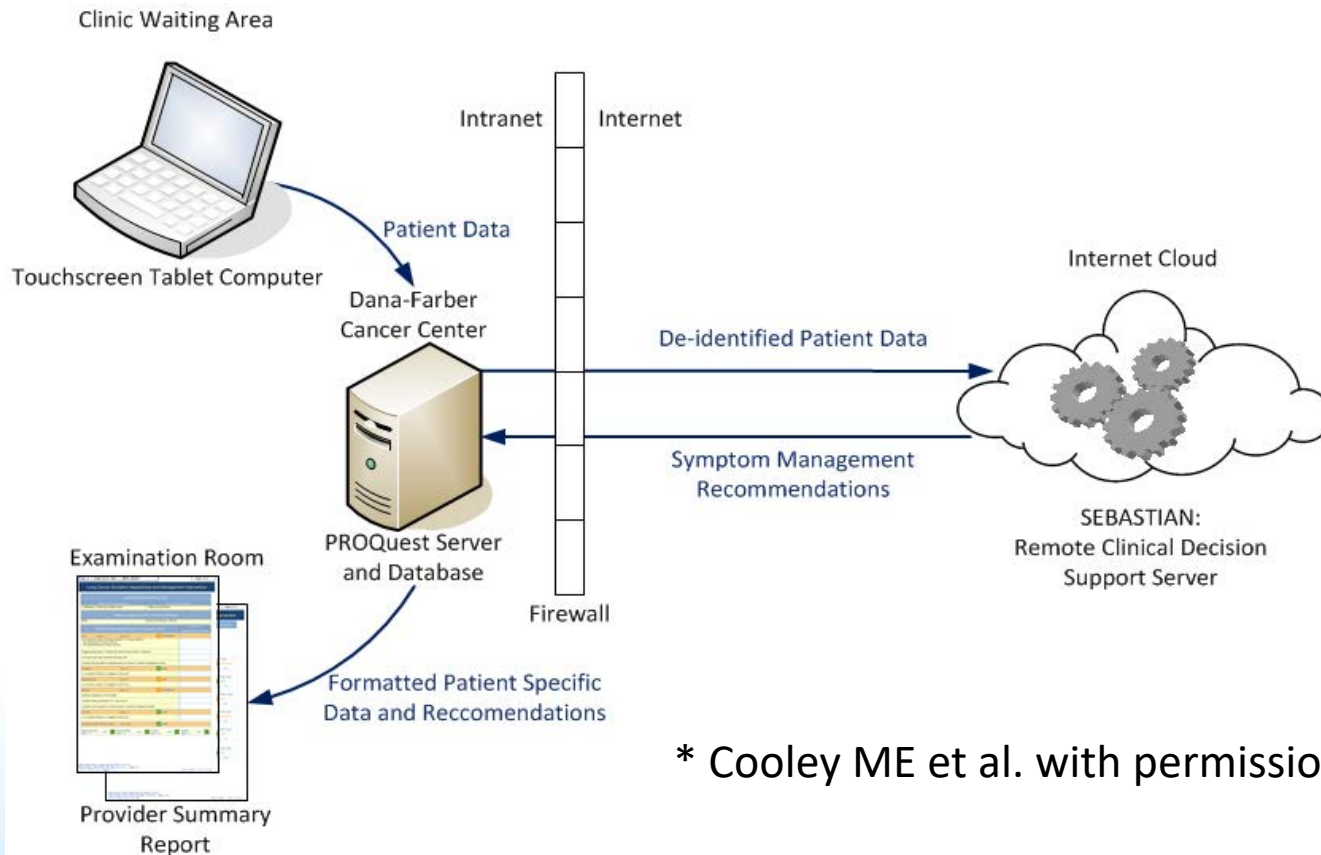 Clinic Waiting Area
Touchscreen Tablet Computer
Patient Data
Intranet
Internet
Dana-Farber
Cancer Center
PROQuest Server
and Database
Firewall
De-identified Patient Data
Symptom Management
Recommendations
Internet Cloud
SEBASTIAN:
Remote Clinical Decision
Support Server
Examination Room
Formatted Patient Specific
Data and Reccomendations
Provider Summary
Report
* Cooley ME et al. with permissio